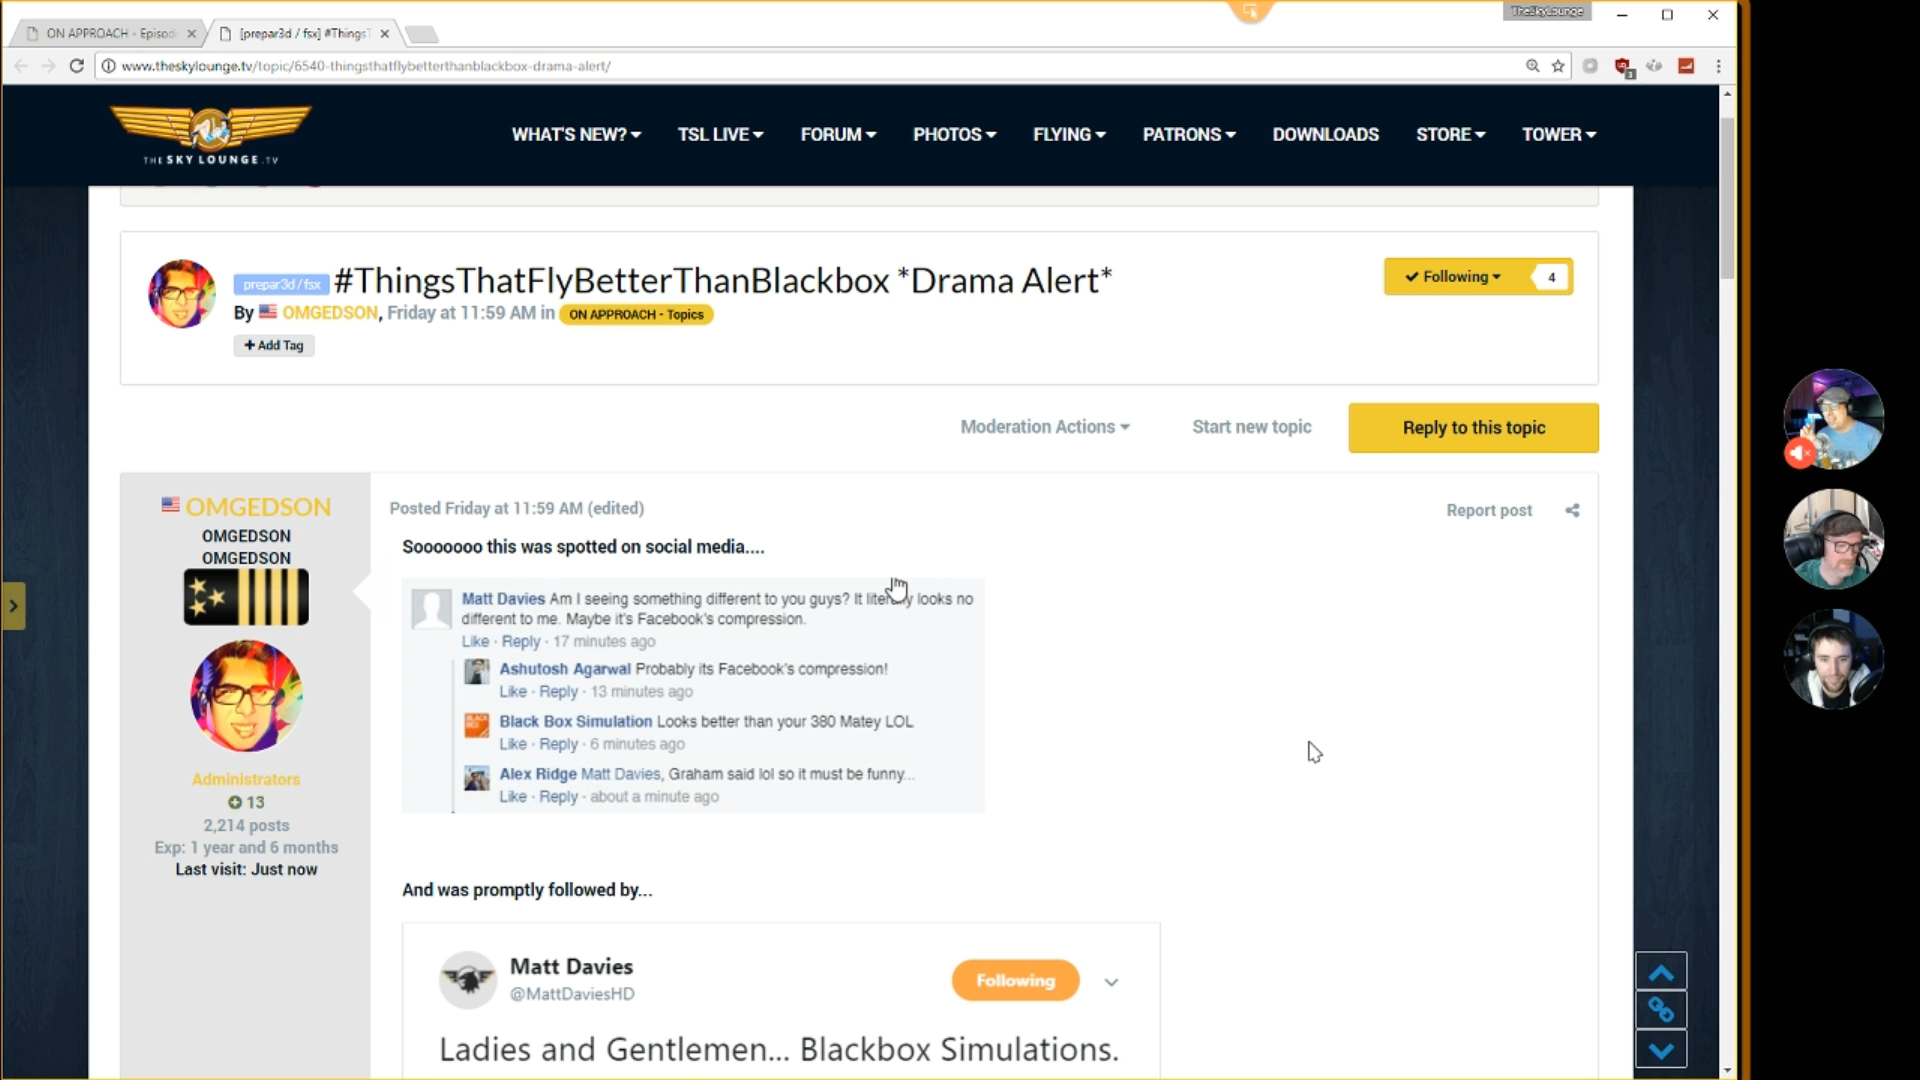 TheSkyLounge
ON APPROACH - Episod
[prepar3d / fsx] #ThingsT
www.theskylounge.tv/topic/6540-thingsthatflybetterthanblackbox-drama-alert/
THE SKY LOUNGE .TV
WHAT'S NEW? TSL LIVE FORUM PHOTOS FLYING PATRONS DOWNLOADS STORE TOWER
prepar3d / fsx #ThingsThatFlyBetterThanBlackbox *Drama Alert*
By OMGEDSON, Friday at 11:59 AM in ON APPROACH - Topics
+ Add Tag
Following 4
Moderation Actions Start new topic Reply to this topic
OMGEDSON
OMGEDSON
OMGEDSON
Administrators
13
2,214 posts
Exp: 1 year and 6 months
Last visit: Just now
Posted Friday at 11:59 AM (edited)
Report post
Sooooooo this was spotted on social media....
Matt Davies Am I seeing something different to you guys? It literally looks no
different to me. Maybe it's Facebook's compression.
Like · Reply · 17 minutes ago
Ashutosh Agarwal Probably its Facebook's compression!
Like · Reply · 13 minutes ago
BLACK BOX
Black Box Simulation Looks better than your 380 Matey LOL
Like · Reply · 6 minutes ago
Alex Ridge Matt Davies, Graham said lol so it must be funny...
Like · Reply · about a minute ago
And was promptly followed by...
Matt Davies
@MattDaviesHD
Following
Ladies and Gentlemen... Blackbox Simulations.